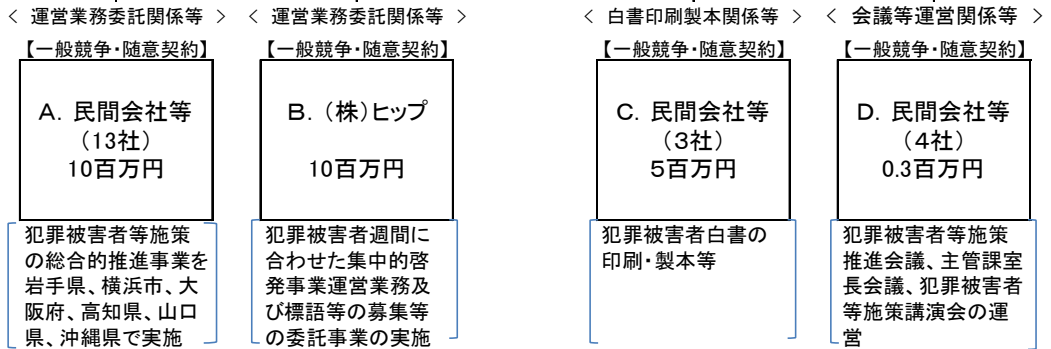 < 運営業務委託関係等 >
【一般競争・随意契約】
A. 民間会社等
(13社)
10百万円
犯罪被害者等施策
の総合的推進事業を
岩手県、横浜市、大
阪府、高知県、山口
県、沖縄県で実施
< 運営業務委託関係等 >
【一般競争・随意契約】
B. (株)ヒップ
10百万円
犯罪被害者週間に
合わせた集中的啓
発事業運営業務及
び標語等の募集等
の委託事業の実施
< 白書印刷製本関係等 >
【一般競争・随意契約】
C. 民間会社等
(3社)
5百万円
犯罪被害者白書の
印刷・製本等
< 会議等運営関係等 >
【一般競争・随意契約】
D. 民間会社等
(4社)
0.3百万円
犯罪被害者等施策
推進会議、主管課室
長会議、犯罪被害者
等施策講演会の運
営